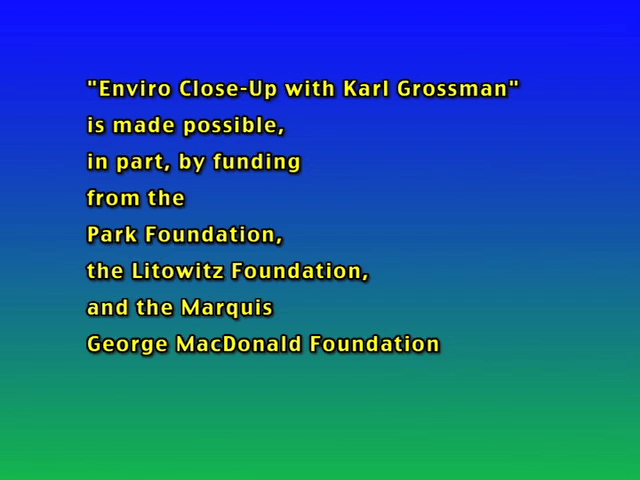 "Enviro Close-Up with Karl Grossman"
is made possible,
in part, by funding
from the
Park Foundation,
the Litowitz Foundation,
and the Marquis
George MacDonald Foundation